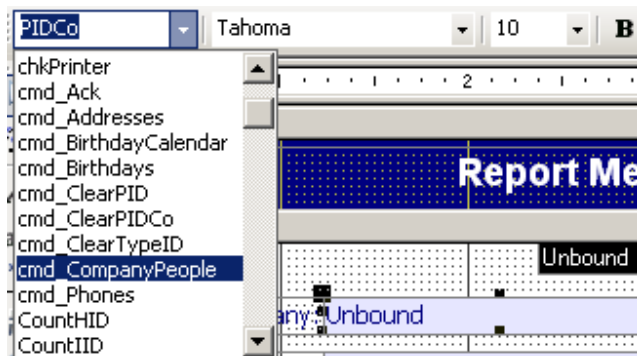 PIDCo Tahoma 10 B
chkPrinter
cmd_Ack
2
cmd_Addresses
cmd_BirthdayCalendar
cmd_Birthdays
Report Me
cmd_ClearPID
cmd_ClearPIDCo
cmd_ClearTypeID
Unbound
cmd_CompanyPeople
cmd_Phones
CountHID
any: Unbound
CountIID